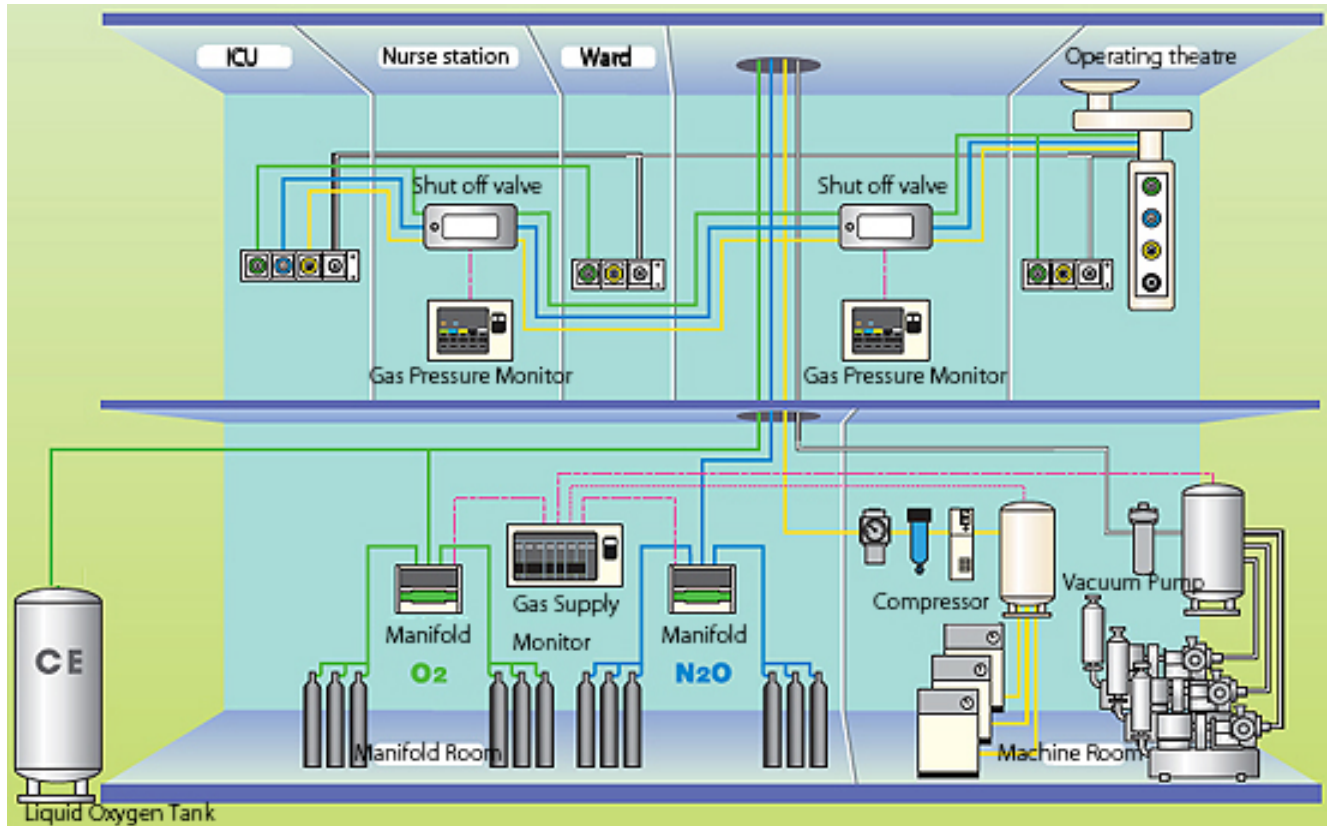 ICU
Nurse station
Ward
Operating theatre
Shut off valve
Shut off valve
Gas Pressure Monitor
Gas Pressure Monitor
Gas Supply
Monitor
Manifold
O2
Manifold
N2O
Compressor
Vacuum Pump
CE
Manifold Room
Machine Room
Liquid Oxygen Tank